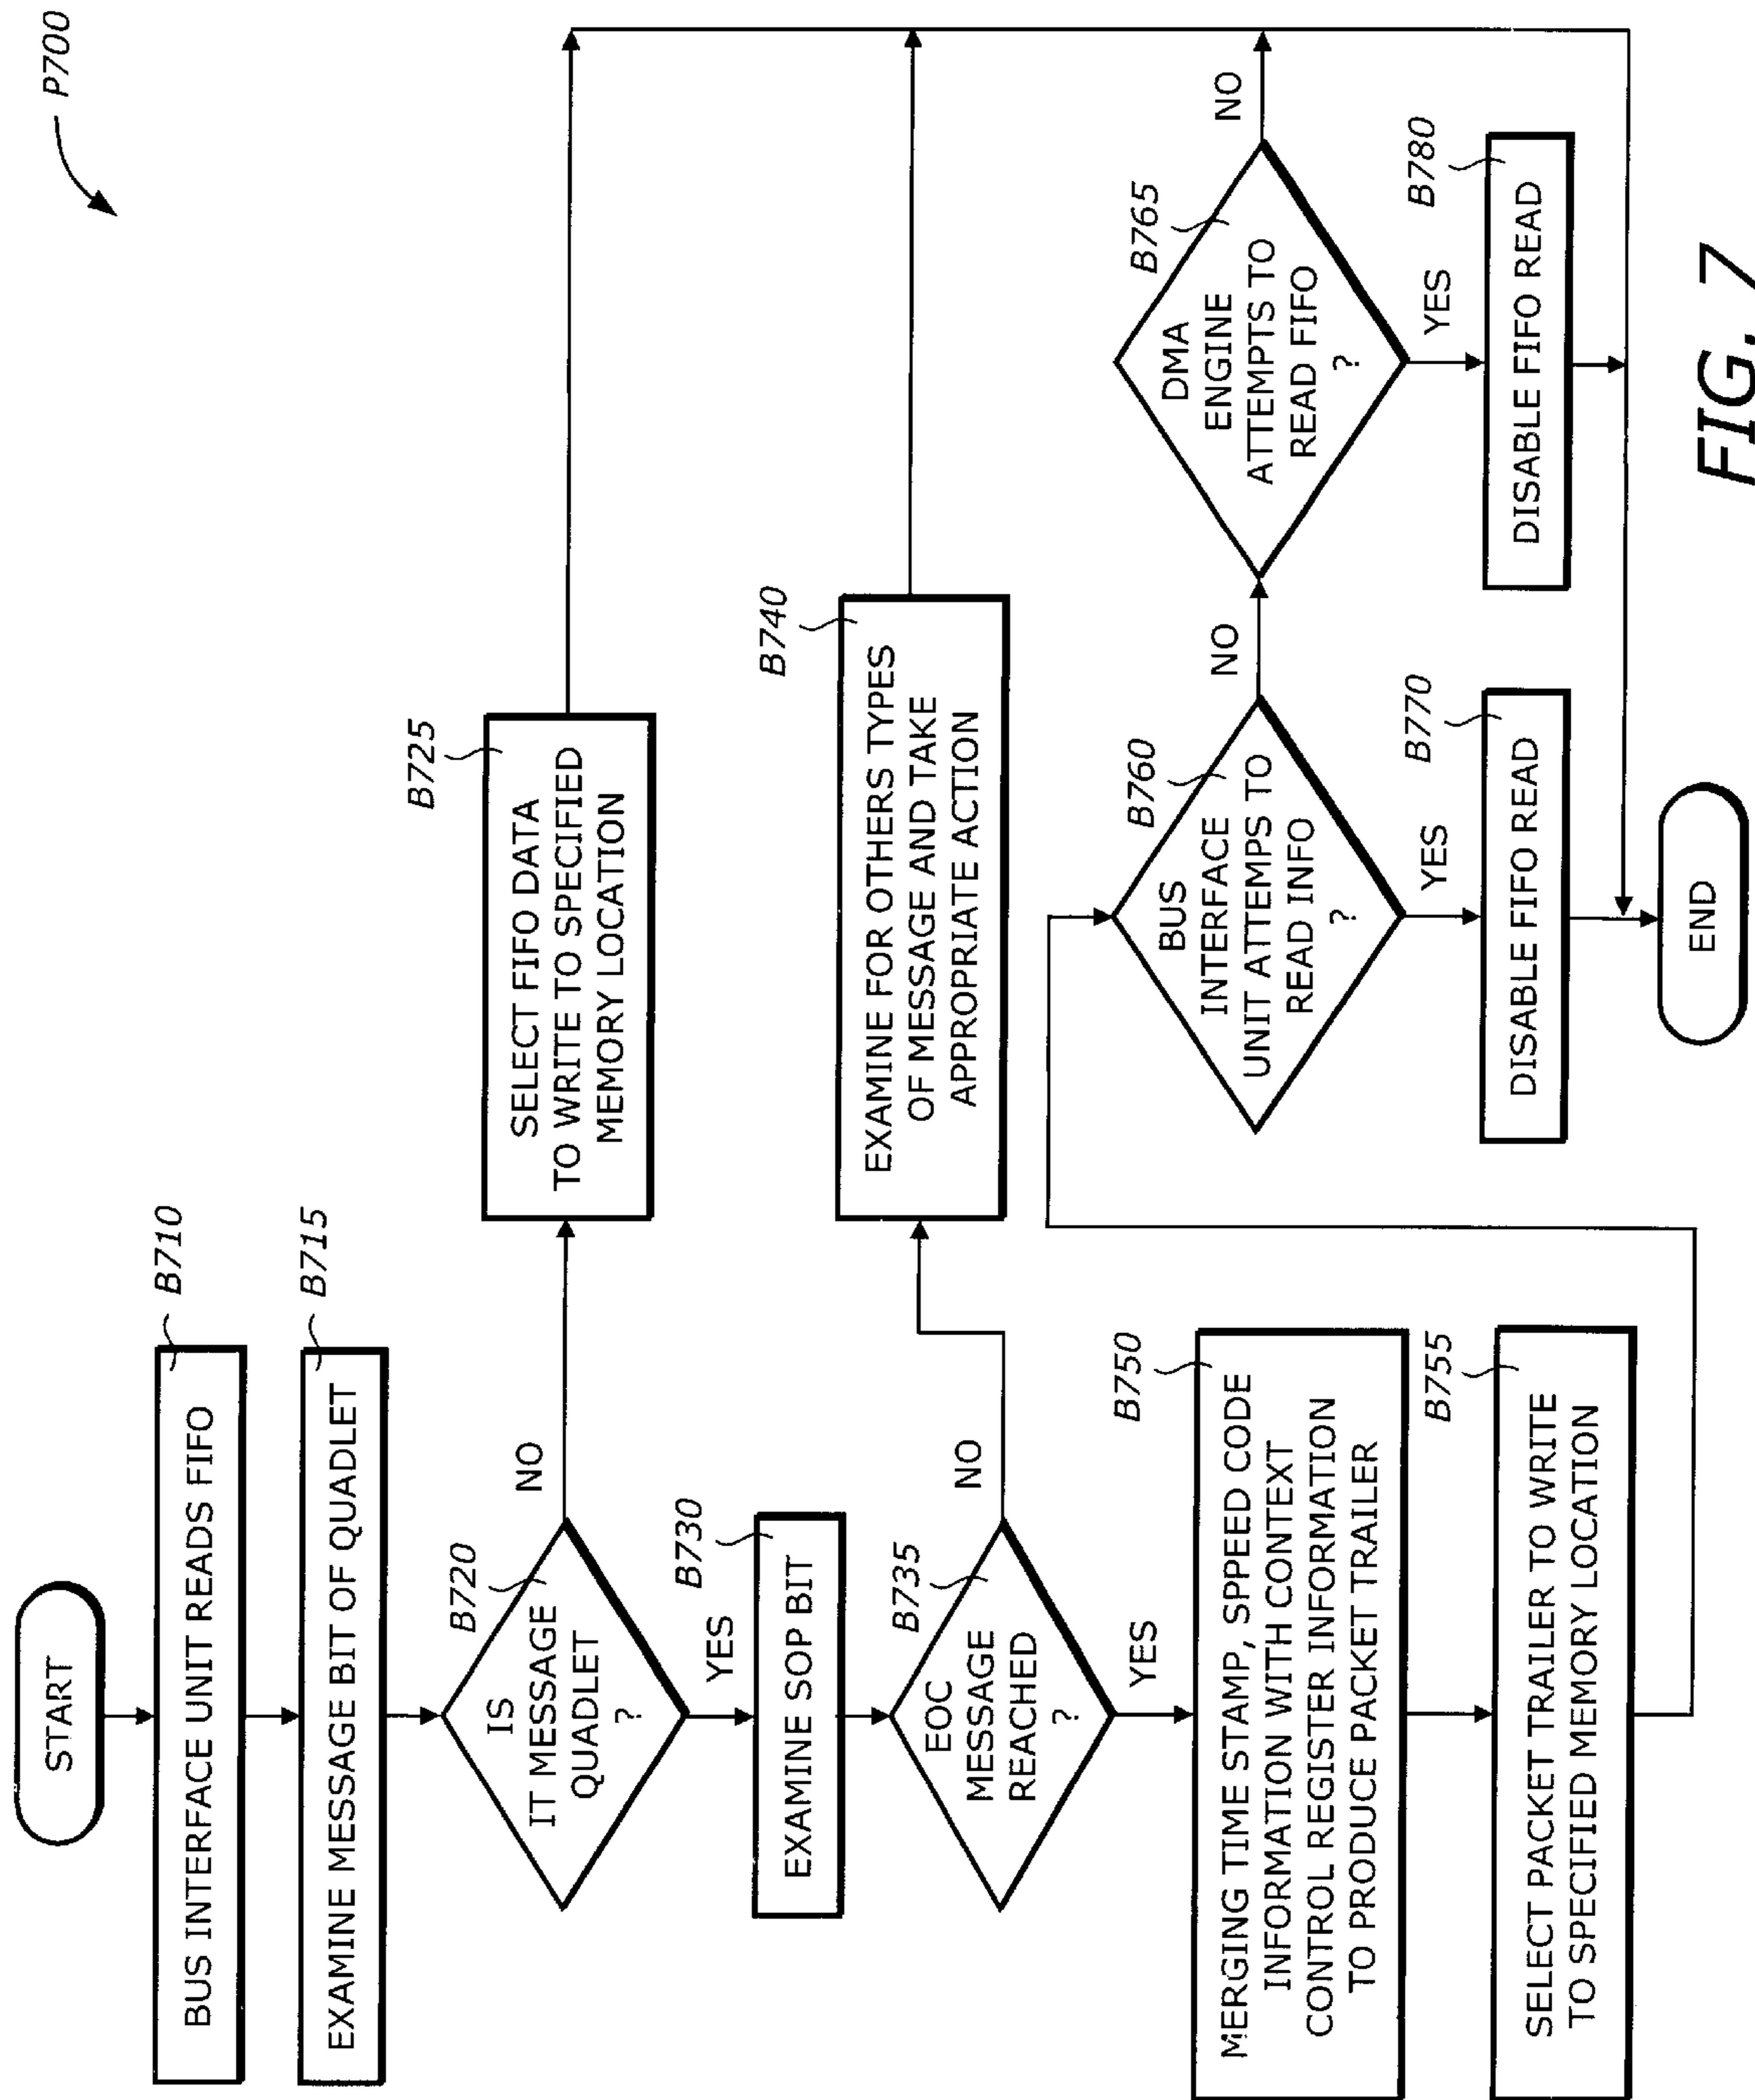 P700
START
BUS INTERFACE UNIT READS FIFO
B710
EXAMINE MESSAGE BIT OF QUADLET
B715
IS
IT MESSAGE
QUADLET
?
B720
NO
YES
SELECT FIFO DATA
TO WRITE TO SPECIFIED
MEMORY LOCATION
B725
EXAMINE SOP BIT
B730
EOC
MESSAGE
REACHED
?
B735
NO
YES
EXAMINE FOR OTHERS TYPES
OF MESSAGE AND TAKE
APPROPRIATE ACTION
B740
MERGING TIME STAMP, SPPED CODE
INFORMATION WITH CONTEXT
CONTROL REGISTER INFORMATION
TO PRODUCE PACKET TRAILER
B750
SELECT PACKET TRAILER TO WRITE
TO SPECIFIED MEMORY LOCATION
B755
BUS
INTERFACE
UNIT ATTEMPS TO
READ INFO
?
B760
NO
YES
DMA
ENGINE
ATTEMPTS TO
READ FIFO
?
B765
NO
YES
DISABLE FIFO READ
B770
DISABLE FIFO READ
B780
END
FIG. 7